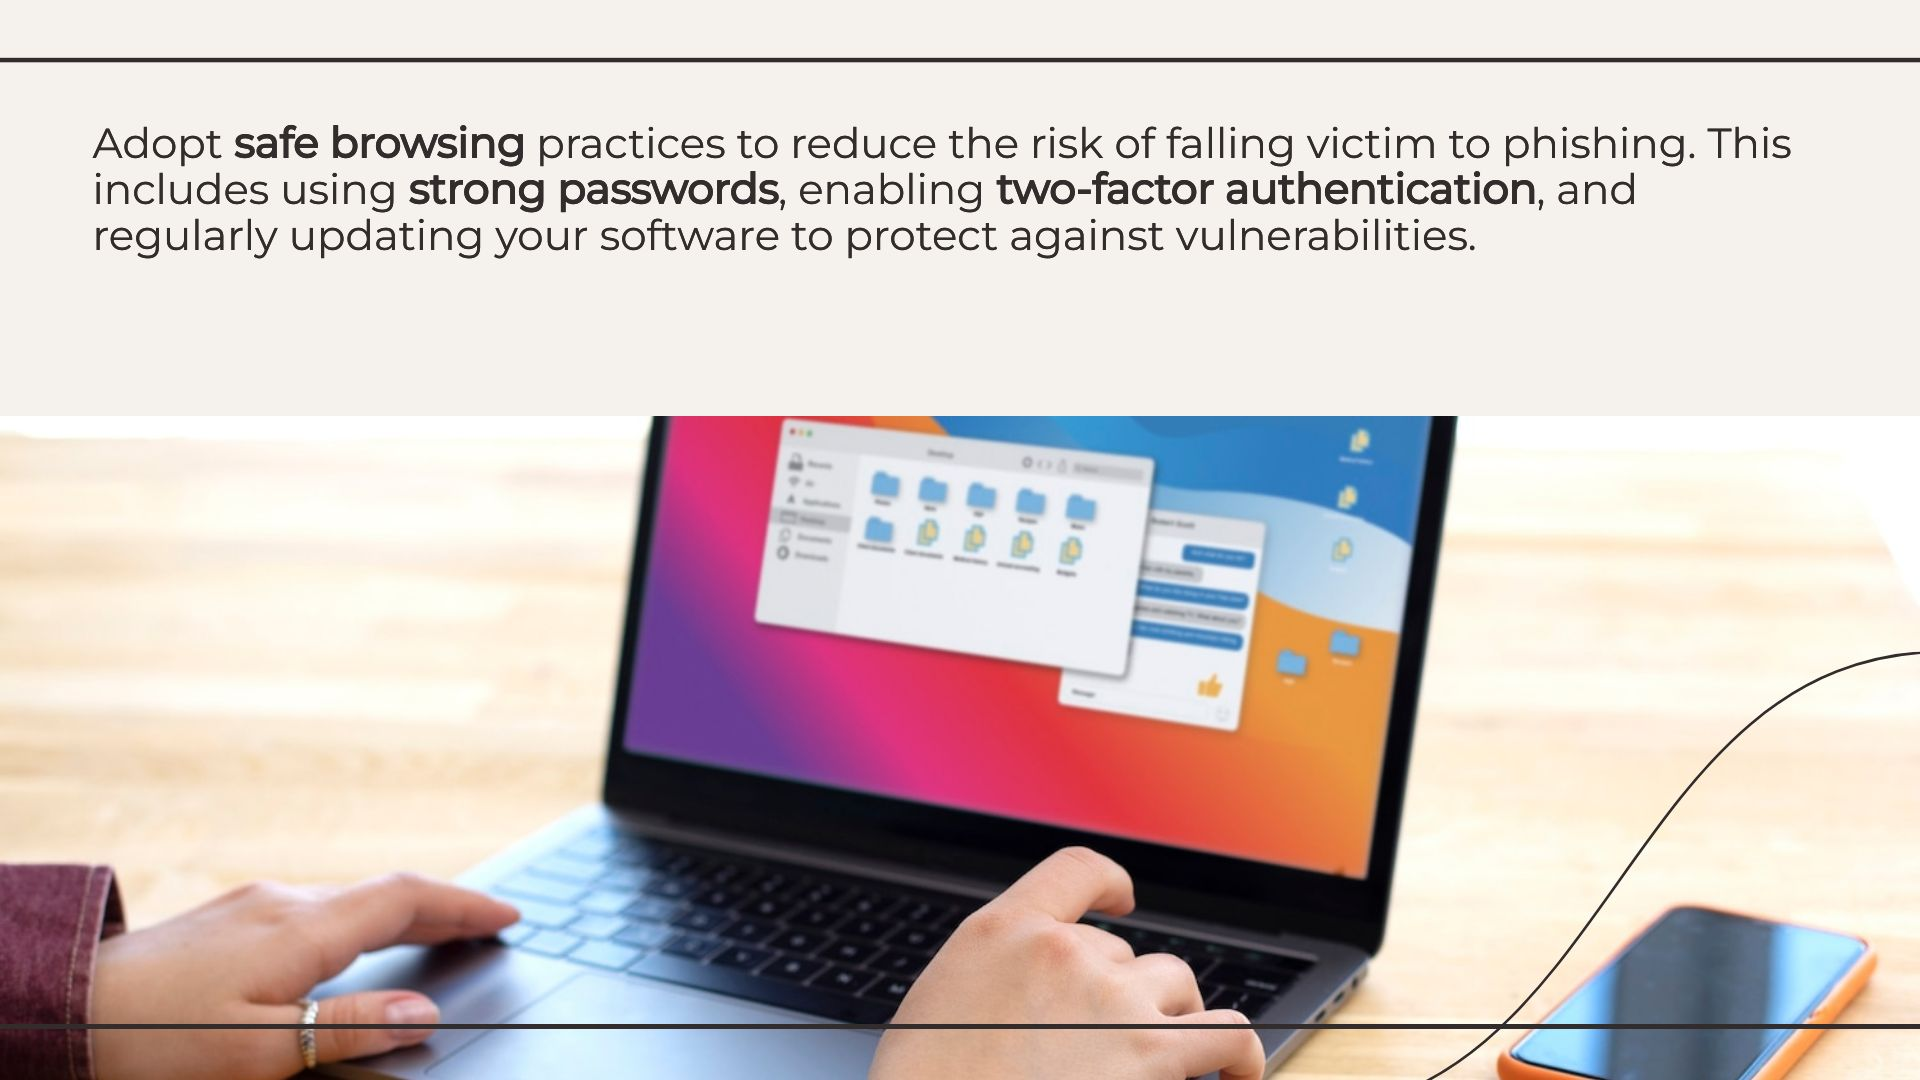 Adopt safe browsing practices to reduce the risk of falling victim to phishing. This
includes using strong passwords, enabling two-factor authentication, and
regularly updating your software to protect against vulnerabilities.